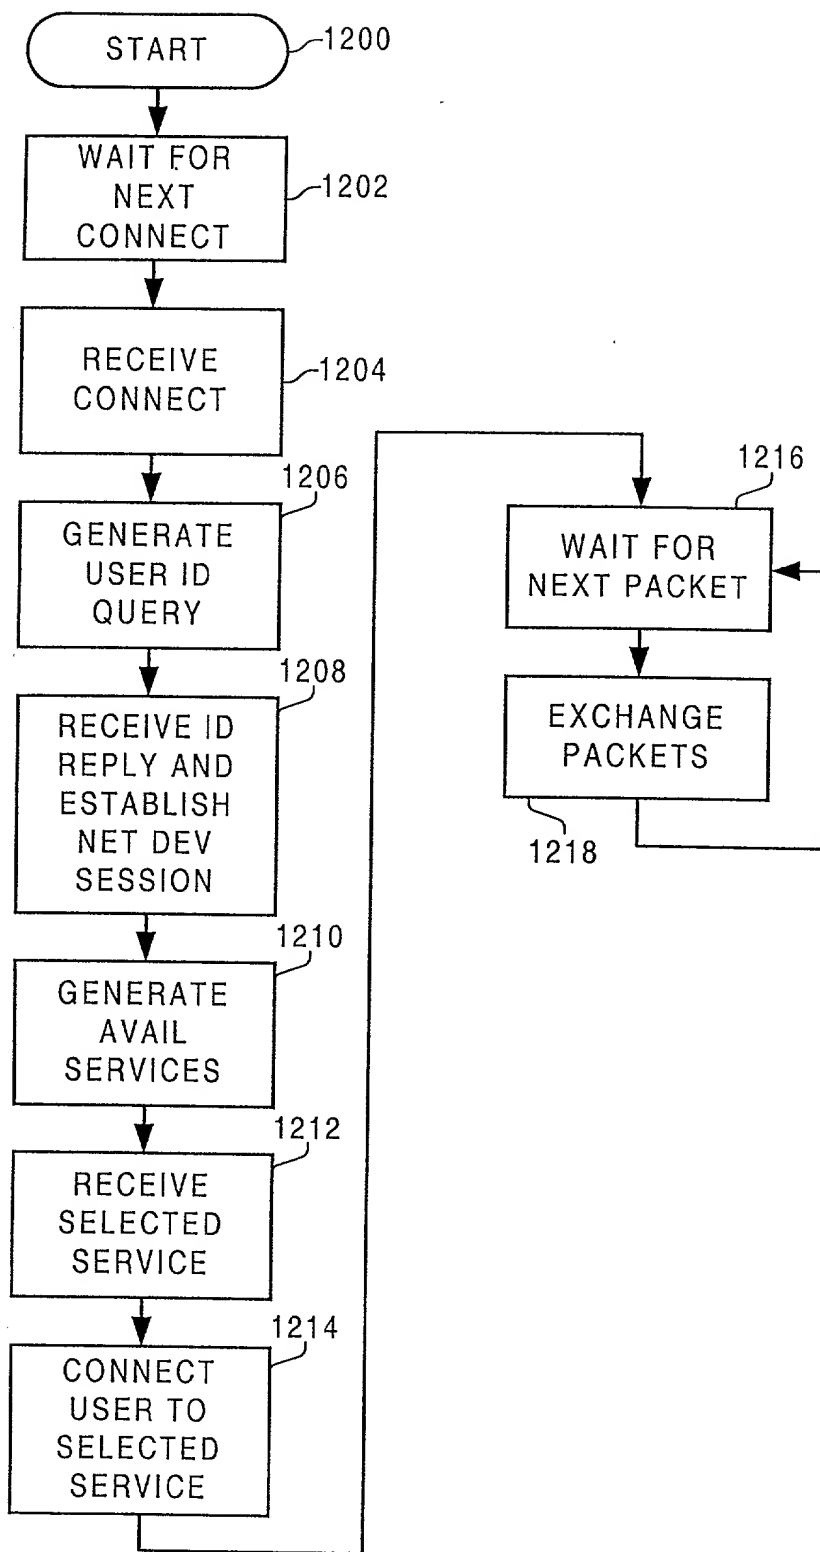 START
1200
WAIT FOR
NEXT
CONNECT
1202
RECEIVE
CONNECT
1204
1206
GENERATE
USER ID
QUERY
1208
RECEIVE ID
REPLY AND
ESTABLISH
NET DEV
SESSION
1210
GENERATE
AVAIL
SERVICES
1212
RECEIVE
SELECTED
SERVICE
1214
CONNECT
USER TO
SELECTED
SERVICE
1216
WAIT FOR
NEXT PACKET
EXCHANGE
PACKETS
1218